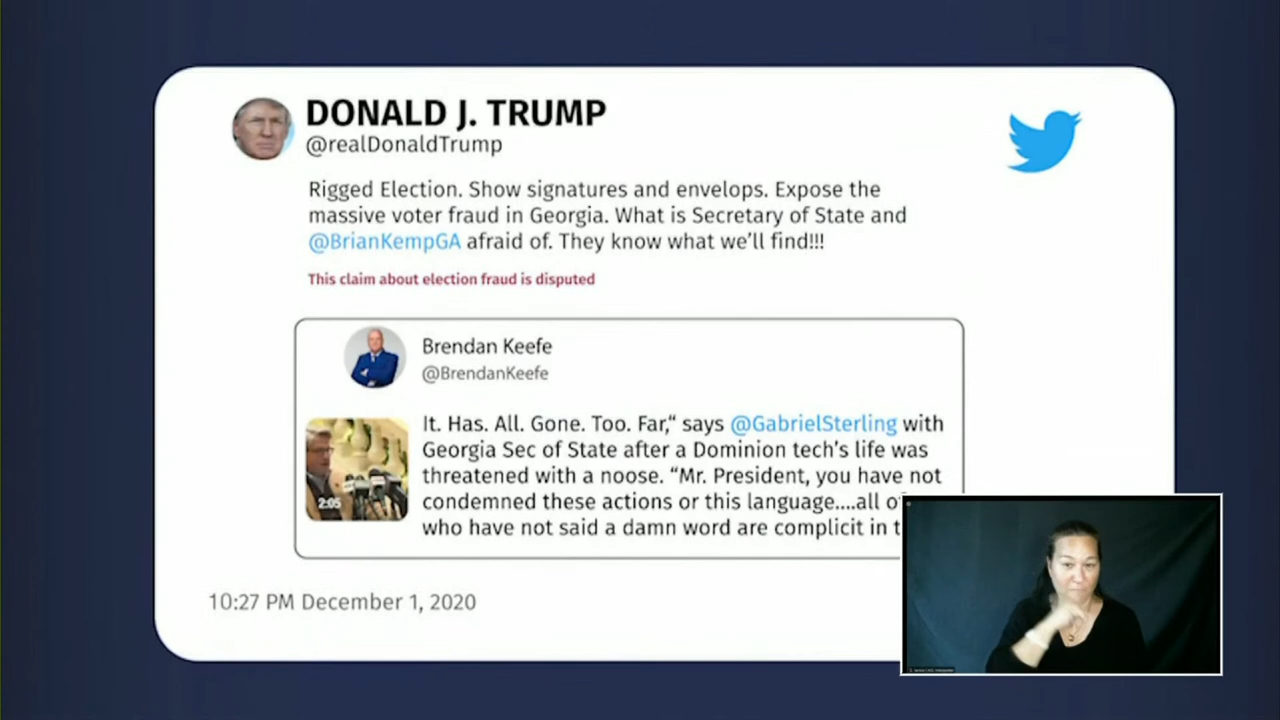 DONALD J. TRUMP
@realDonaldTrump
Rigged Election. Show signatures and envelops. Expose the
massive voter fraud in Georgia. What is Secretary of State and
@BrianKempGA afraid of. They know what we'll find!!!
This claim about election fraud is disputed
Brendan Keefe
@BrendanKeefe
It. Has. All. Gone. Too. Far,“ says @GabrielSterling with
Georgia Sec of State after a Dominion tech's life was
threatened with a noose. “Mr. President, you have not
condemned these actions or this language....all
who have not said a damn word are complicit in
2:05
10:27 PM December 1, 2020